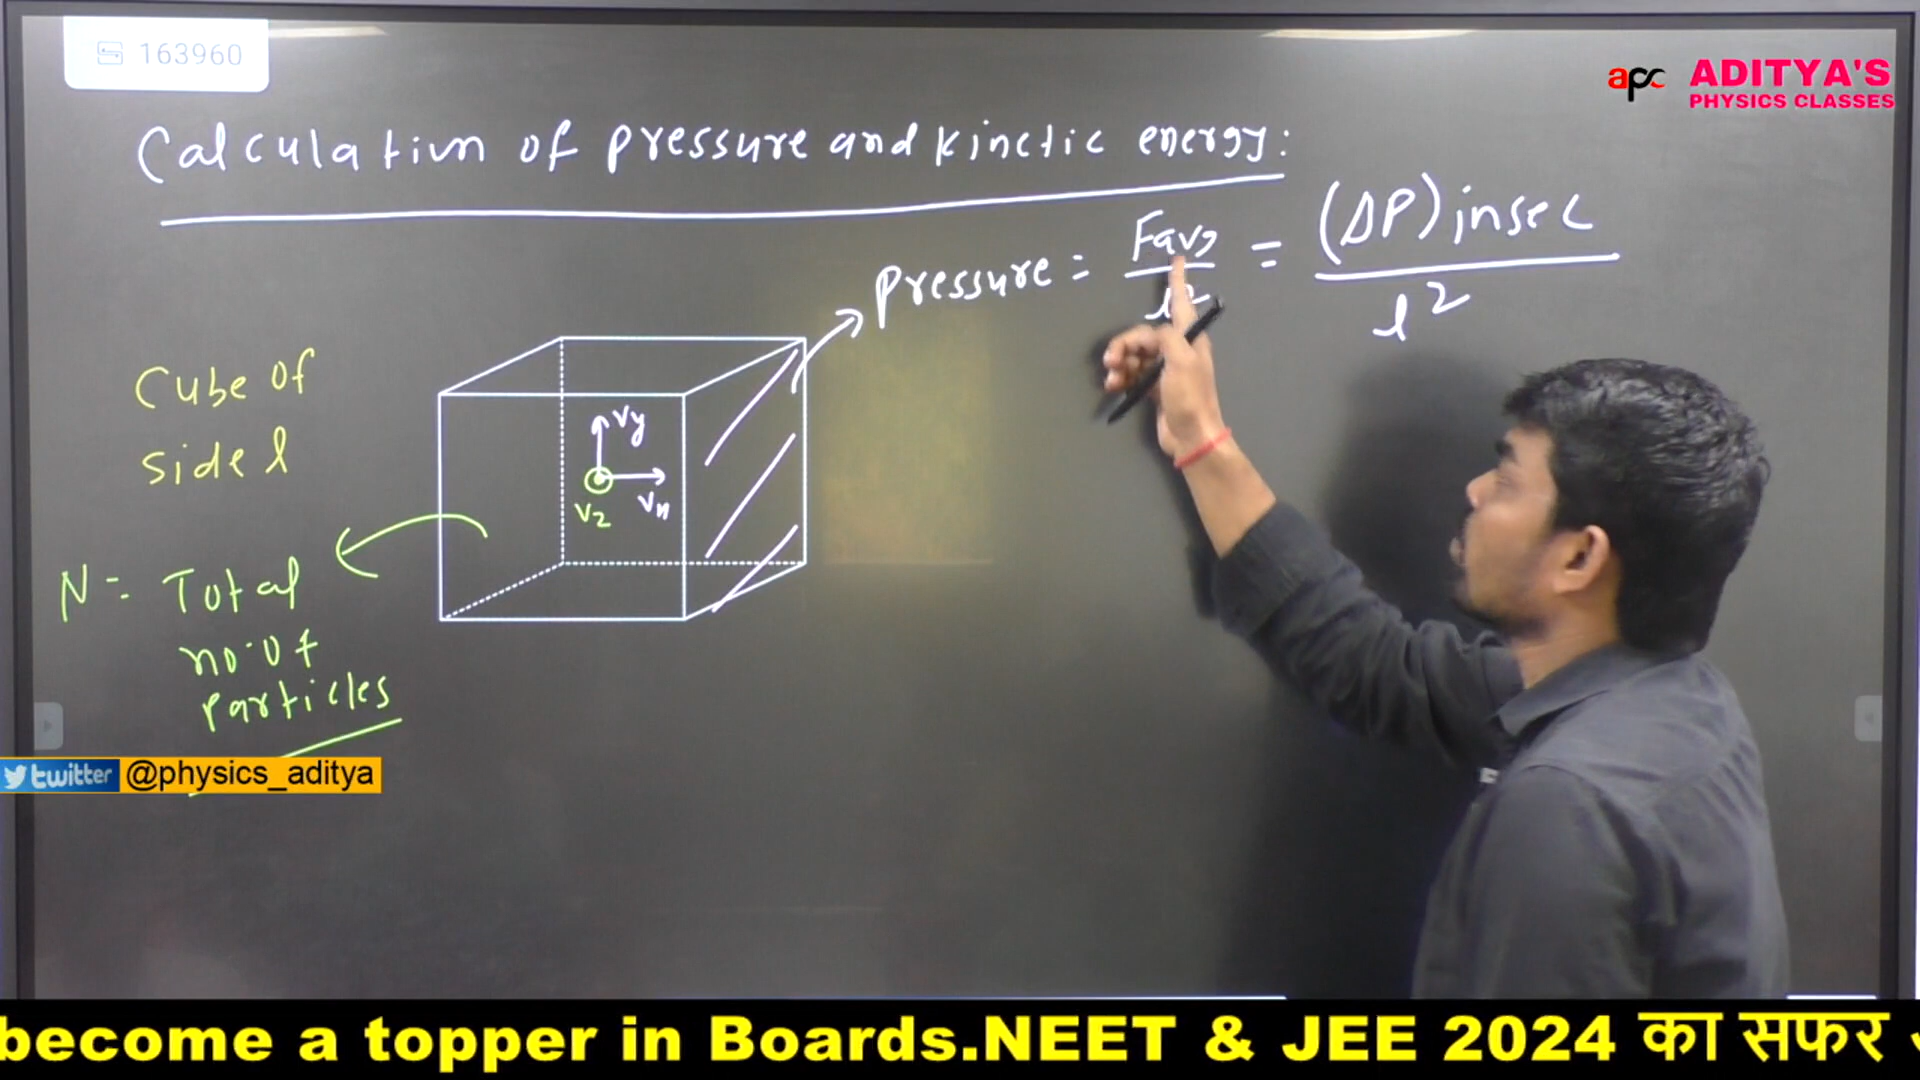 163960
apc ADITYA'S
PHYSICS CLASSES
Calculation of pressure and kinetic energy:
Pressure = Favg / l² = (ΔP) in sec / l²
Cube of
side l
vy
vx
vz
N = Total
no. of
particles
twitter @physics_aditya
become a topper in Boards.NEET & JEE 2024 का सफर